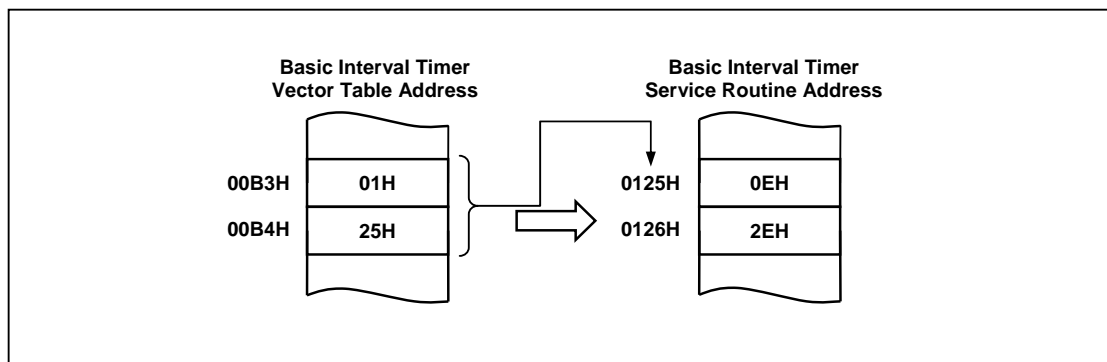 Basic Interval Timer
Vector Table Address
Basic Interval Timer
Service Routine Address
00B3H 01H 0125H 0EH
00B4H 25H 0126H 2EH